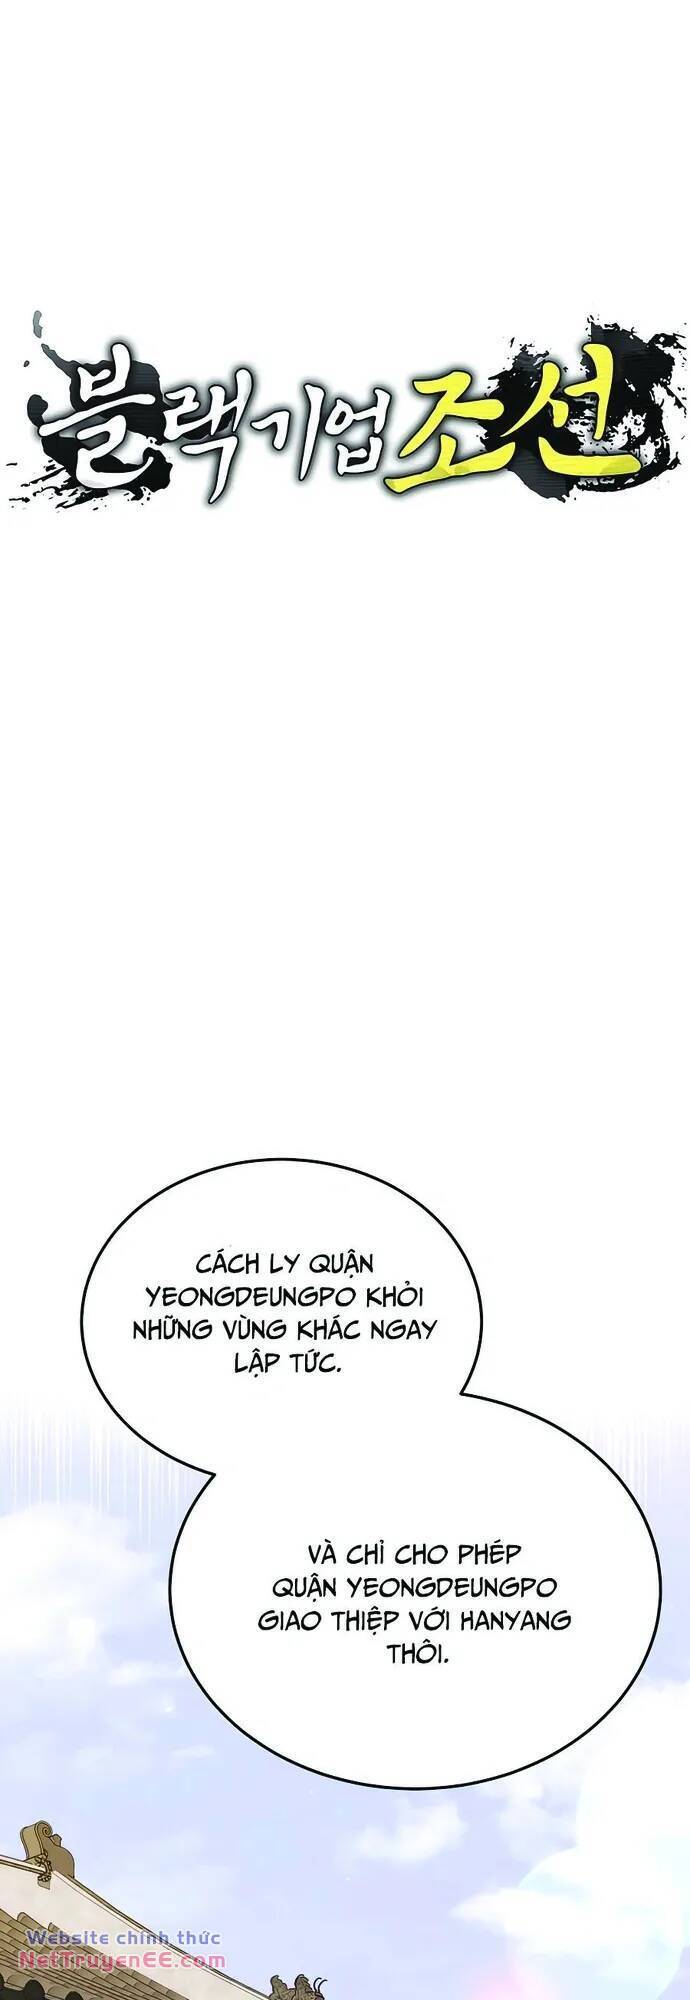 블랙기업조선
CÁCH LY QUẬN
YEONGDEUNGPO KHỎI
NHỮNG VÙNG KHÁC NGAY
LẬP TỨC.
VÀ CHỈ CHO PHÉP
QUẬN YEONGDEUNGPO
GIAO THIỆP VỚI HANYANG
THÔI.
Website chính thức
NetTruyenEE.com